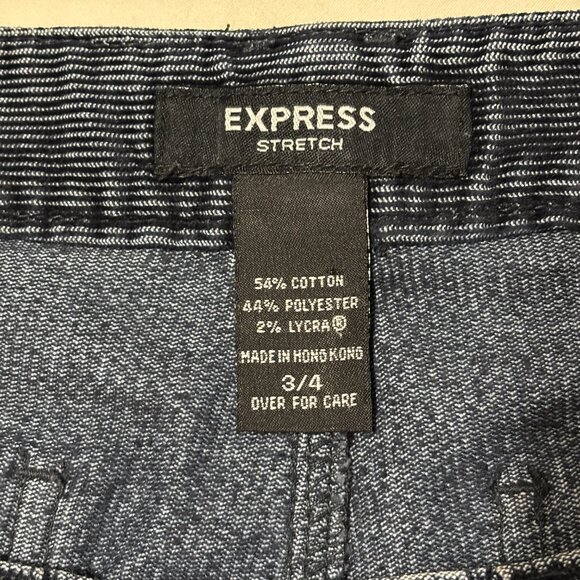 EXPRESS
STRETCH
54% COTTON
44% POLYESTER
2% LYCRA®
MADE IN HONG KONG
3/4
OVER FOR CARE